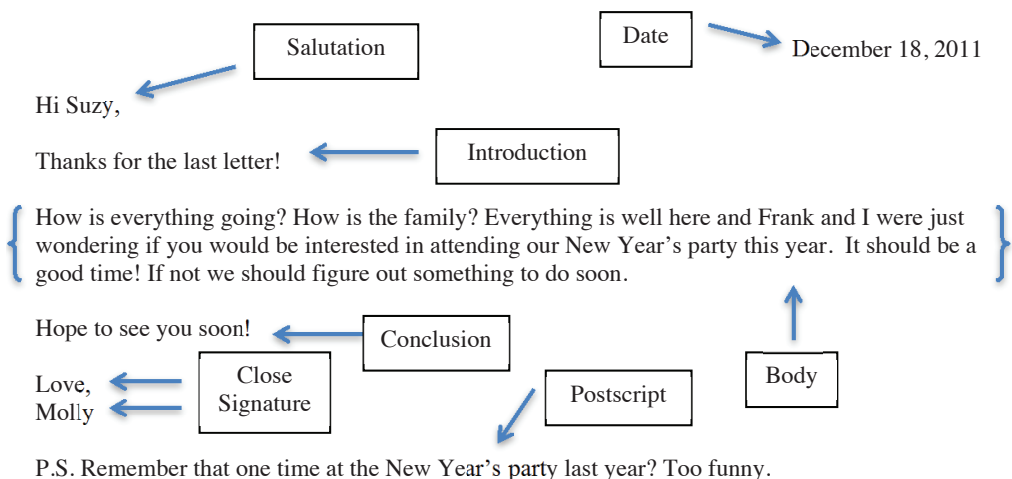 Salutation
Date
December 18, 2011
Hi Suzy,
Thanks for the last letter!
Introduction
How is everything going? How is the family? Everything is well here and Frank and I were just
wondering if you would be interested in attending our New Year’s party this year.  It should be a
good time! If not we should figure out something to do soon.
Hope to see you soon!
Conclusion
Love,
Molly
Close
Signature
Postscript
Body
P.S. Remember that one time at the New Year’s party last year? Too funny.